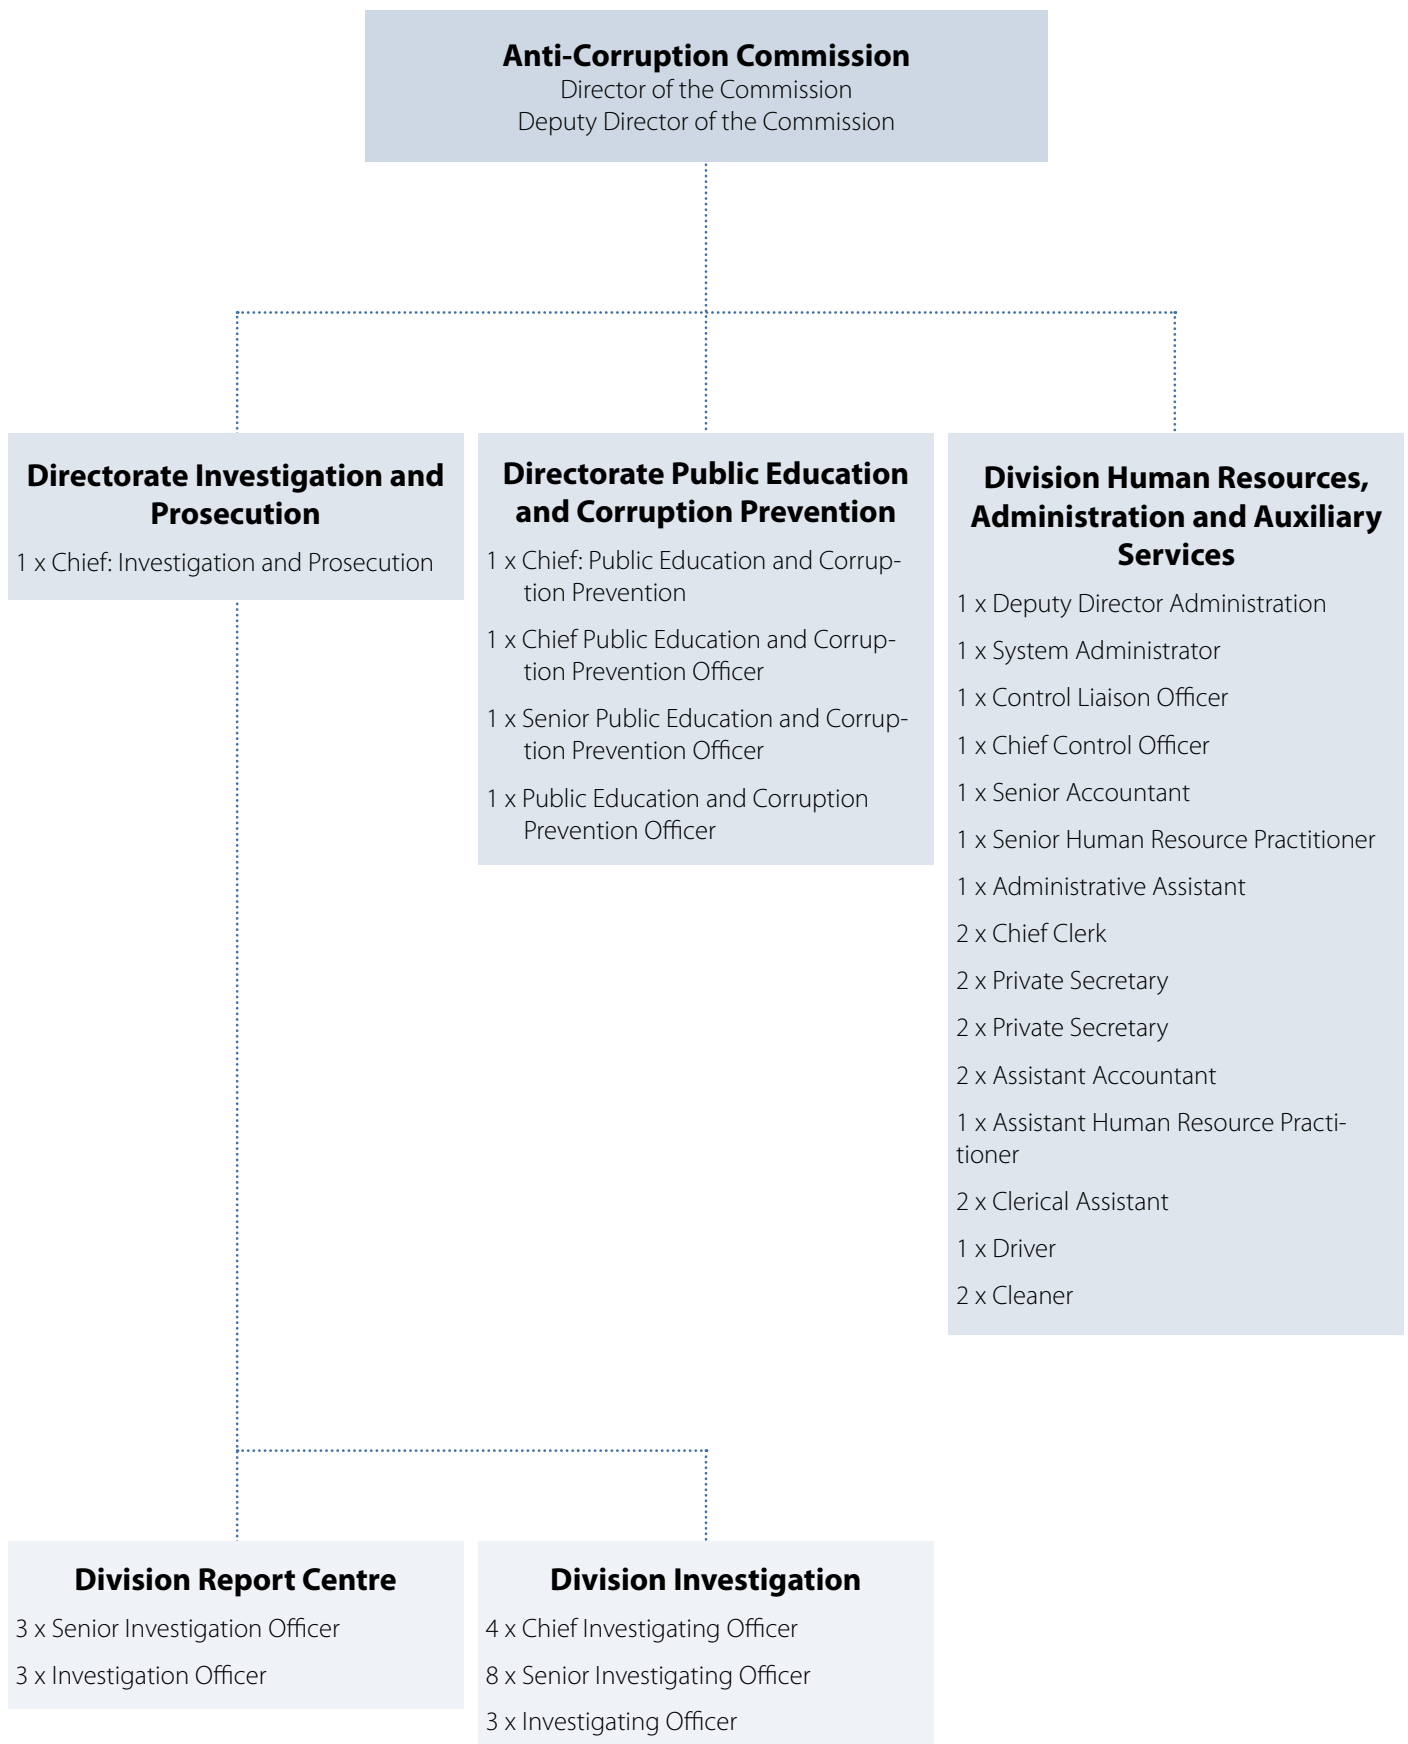 Anti-Corruption Commission
Director of the Commission
Deputy Director of the Commission
Directorate Investigation and
Prosecution
1 x Chief: Investigation and Prosecution
Directorate Public Education
and Corruption Prevention
1 x Chief: Public Education and Corrup-
tion Prevention
1 x Chief Public Education and Corrup-
tion Prevention Officer
1 x Senior Public Education and Corrup-
tion Prevention Officer
1 x Public Education and Corruption
Prevention Officer
Division Human Resources,
Administration and Auxiliary
Services
1 x Deputy Director Administration
1 x System Administrator
1 x Control Liaison Officer
1 x Chief Control Officer
1 x Senior Accountant
1 x Senior Human Resource Practitioner
1 x Administrative Assistant
2 x Chief Clerk
2 x Private Secretary
2 x Private Secretary
2 x Assistant Accountant
1 x Assistant Human Resource Practi-
tioner
2 x Clerical Assistant
1 x Driver
2 x Cleaner
Division Report Centre
3 x Senior Investigation Officer
3 x Investigation Officer
Division Investigation
4 x Chief Investigating Officer
8 x Senior Investigating Officer
3 x Investigating Officer